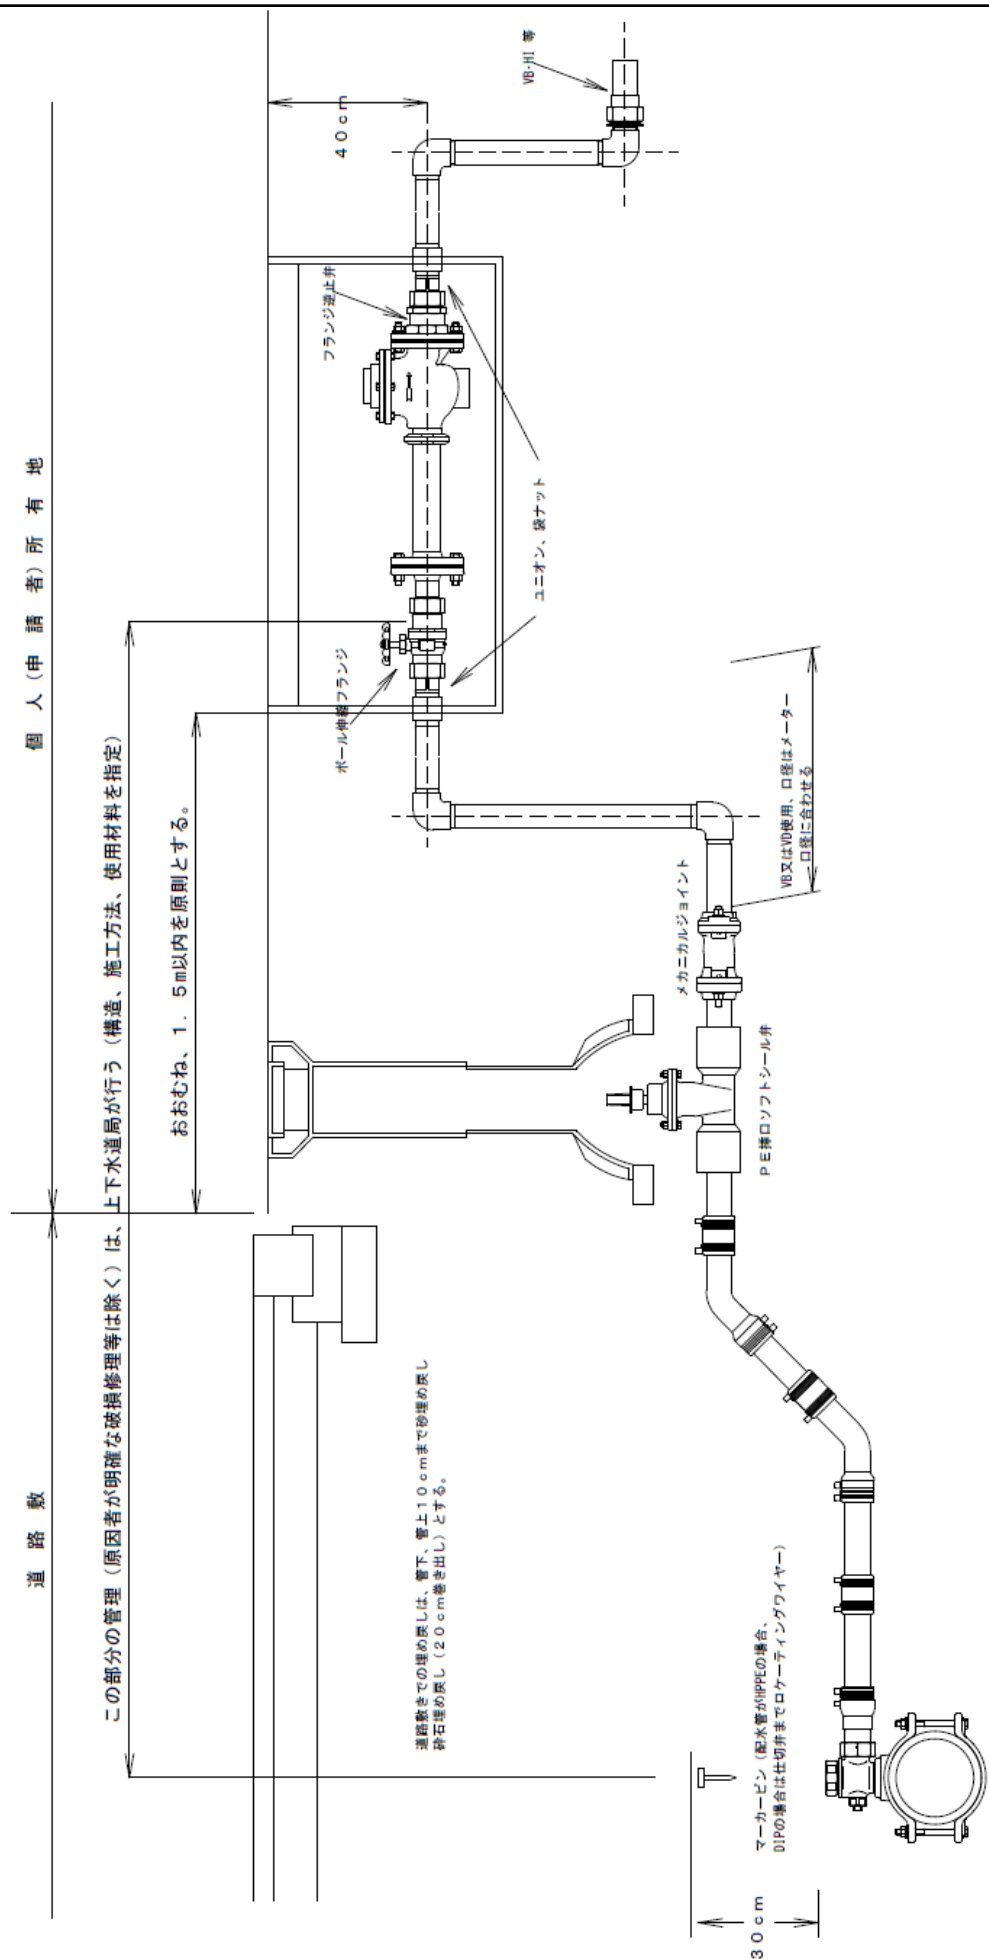 道路敷
個人（申請者）所有地
この部分の管理（原因者が明確な破損修理等は除く）は、上下水道局が行う（構造、施工方法、使用材料を指定）
おおむね、１．５m以内を原則とする。
４０ｃｍ
VB・HI 等
フランジ逆止弁
ボール伸縮フランジ
ユニオン、袋ナット
メカニカルジョイント
VB又はVD使用、口径はメーター
口径に合わせる
ＰＥ挿口ソフトシール弁
道路敷きでの埋め戻しは、管下、管上１０ｃｍまで砂埋め戻し
砕石埋め戻し（２０ｃｍ巻き出し）とする。
マーカーピン（配水管がHPPEの場合、
DIPの場合は仕切弁までロケーティングワイヤー）
３０ｃｍ